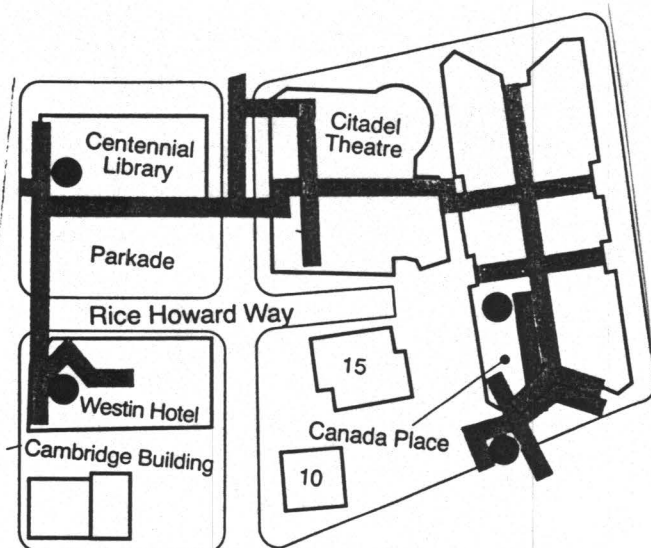 Citadel
Theatre
Centennial
Library
Parkade
Rice Howard Way
15
Westin Hotel
Canada Place
Cambridge Building
10